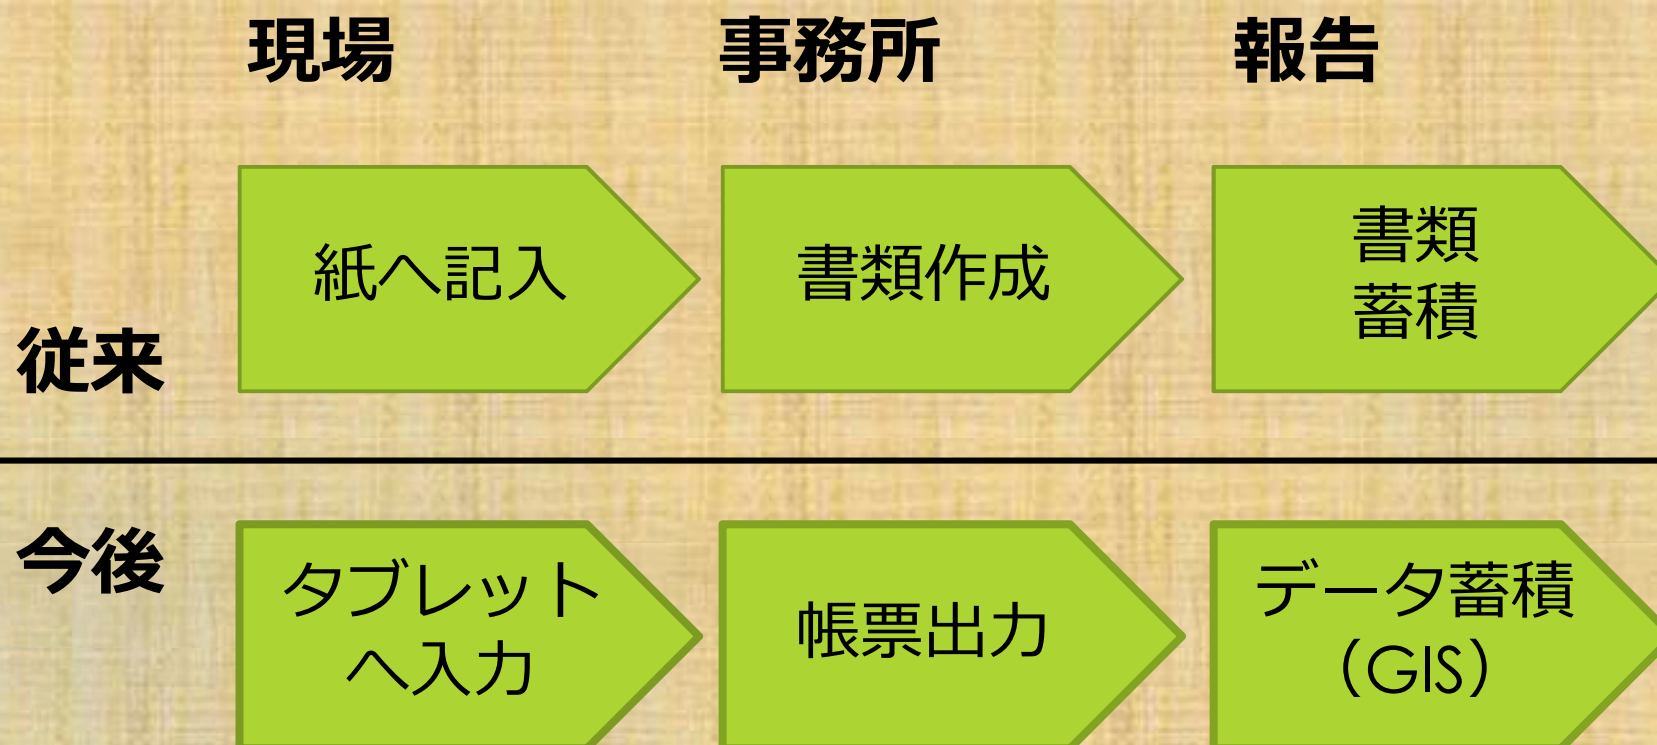 現場
事務所
報告
従来
紙へ記入
書類作成
書類
蓄積
今後
タブレット
へ入力
帳票出力
データ蓄積
（GIS）